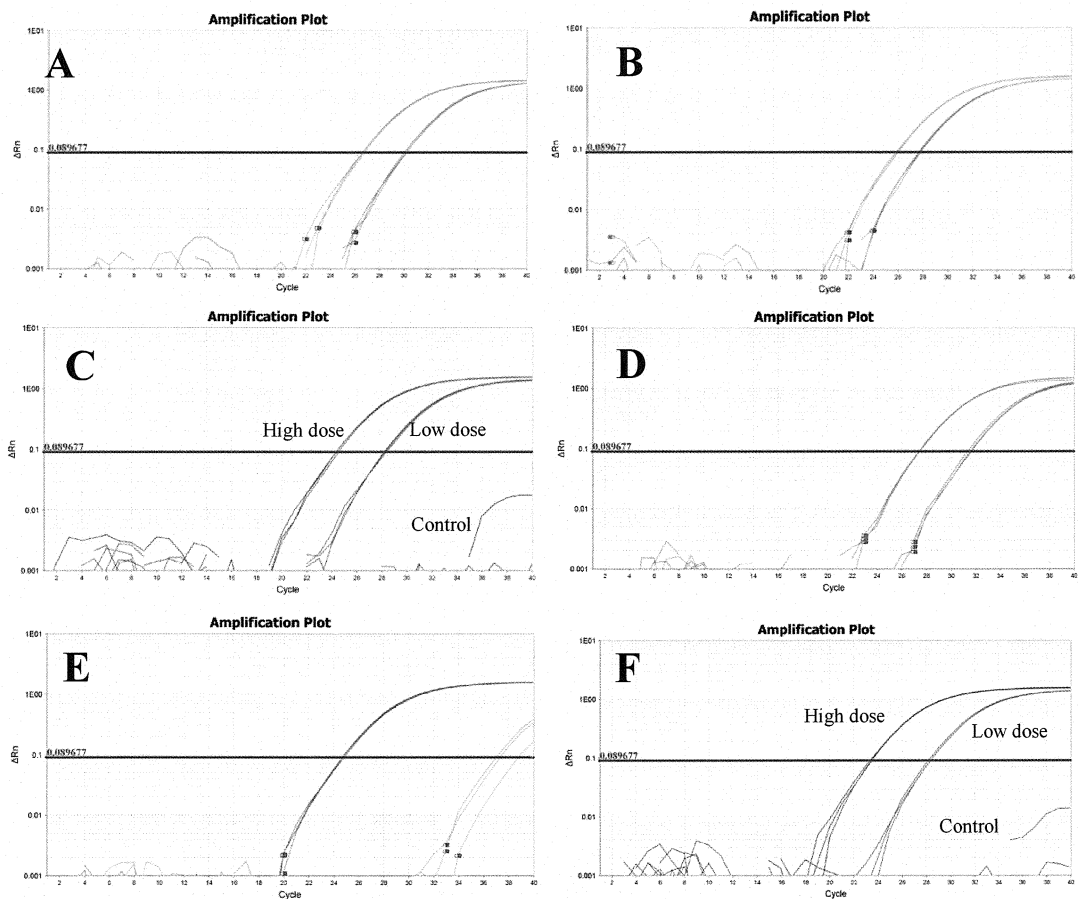 Amplification Plot
A
1E01
1E00
0.1
0.089677
0.01
0.001
ΔRn
2 4 6 8 10 12 14 16 18 20 22 24 26 28 30 32 34 36 38 40
Cycle
Amplification Plot
B
1E01
1E00
0.1
0.089677
0.01
0.001
ΔRn
2 4 6 8 10 12 14 16 18 20 22 24 26 28 30 32 34 36 38 40
Cycle
Amplification Plot
C
1E01
1E00
High dose
Low dose
0.1
0.089677
0.01
Control
0.001
ΔRn
2 4 6 8 10 12 14 16 18 20 22 24 26 28 30 32 34 36 38 40
Cycle
Amplification Plot
D
1E01
1E00
0.1
0.089677
0.01
0.001
ΔRn
2 4 6 8 10 12 14 16 18 20 22 24 26 28 30 32 34 36 38 40
Cycle
Amplification Plot
E
1E01
1E00
0.1
0.089677
0.01
0.001
ΔRn
2 4 6 8 10 12 14 16 18 20 22 24 26 28 30 32 34 36 38 40
Cycle
Amplification Plot
F
1E01
1E00
High dose
Low dose
0.1
0.089677
0.01
Control
0.001
ΔRn
2 4 6 8 10 12 14 16 18 20 22 24 26 28 30 32 34 36 38 40
Cycle